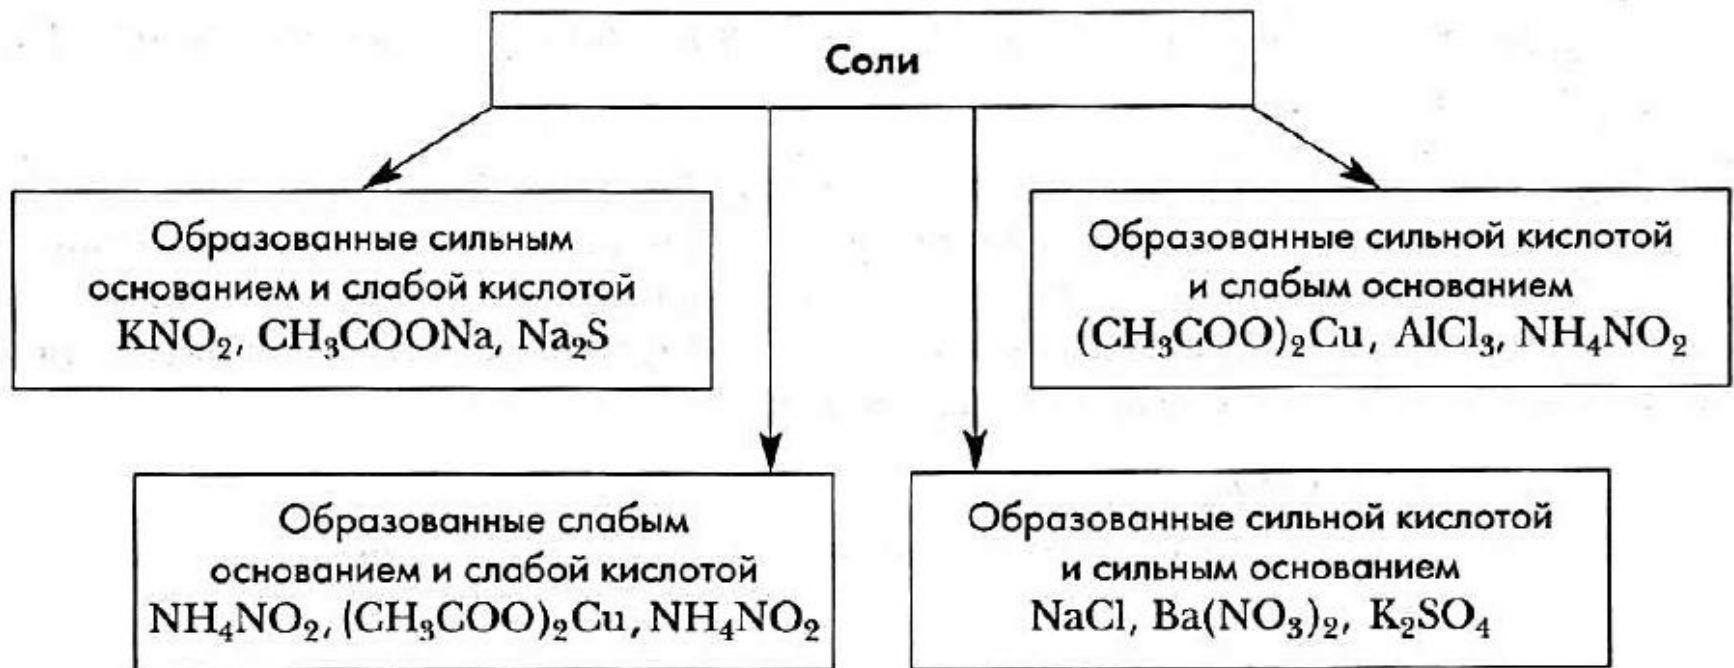 Соли
Образованные сильным
основанием и слабой кислотой
KNO₂, CH₃COONa, Na₂S
Образованные сильной кислотой
и слабым основанием
(CH₃COO)₂Cu, AlCl₃, NH₄NO₂
Образованные слабым
основанием и слабой кислотой
NH₄NO₂, (CH₃COO)₂Cu, NH₄NO₂
Образованные сильной кислотой
и сильным основанием
NaCl, Ba(NO₃)₂, K₂SO₄